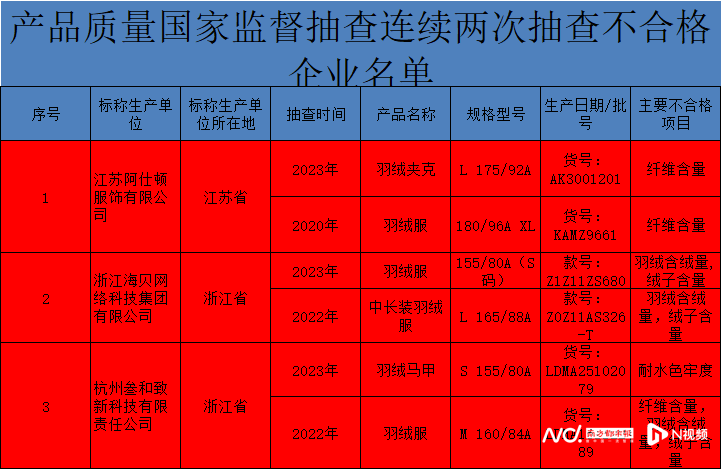 产品质量国家监督抽查连续两次抽查不合格
企业名单
序号
标称生产单
位
标称生产单
位所在地
抽查时间
产品名称
规格型号
生产日期/批
号
主要不合格
项目
1
江苏阿仕顿
服饰有限公
司
江苏省
2023年
羽绒夹克
L 175/92A
货号:
AK3001201
纤维含量
2020年
羽绒服
180/96A XL
货号:
KAMZ9661
纤维含量
2
浙江海贝网
络科技集团
有限公司
浙江省
2023年
羽绒服
155/80A（S
码）
款号:
Z1Z11ZS680
羽绒含绒量,
绒子含量
2022年
中长装羽绒
服
L 165/88A
款号:
Z0Z11AS326
-T
羽绒含绒
量，绒子含
量
3
杭州叁和致
新科技有限
责任公司
浙江省
2023年
羽绒马甲
S 155/80A
货号:
LDMA251020
79
耐水色牢度
2022年
羽绒服
M 160/84A
货号:
89
纤维含量,
羽绒含绒
量
南方都市报
N视频